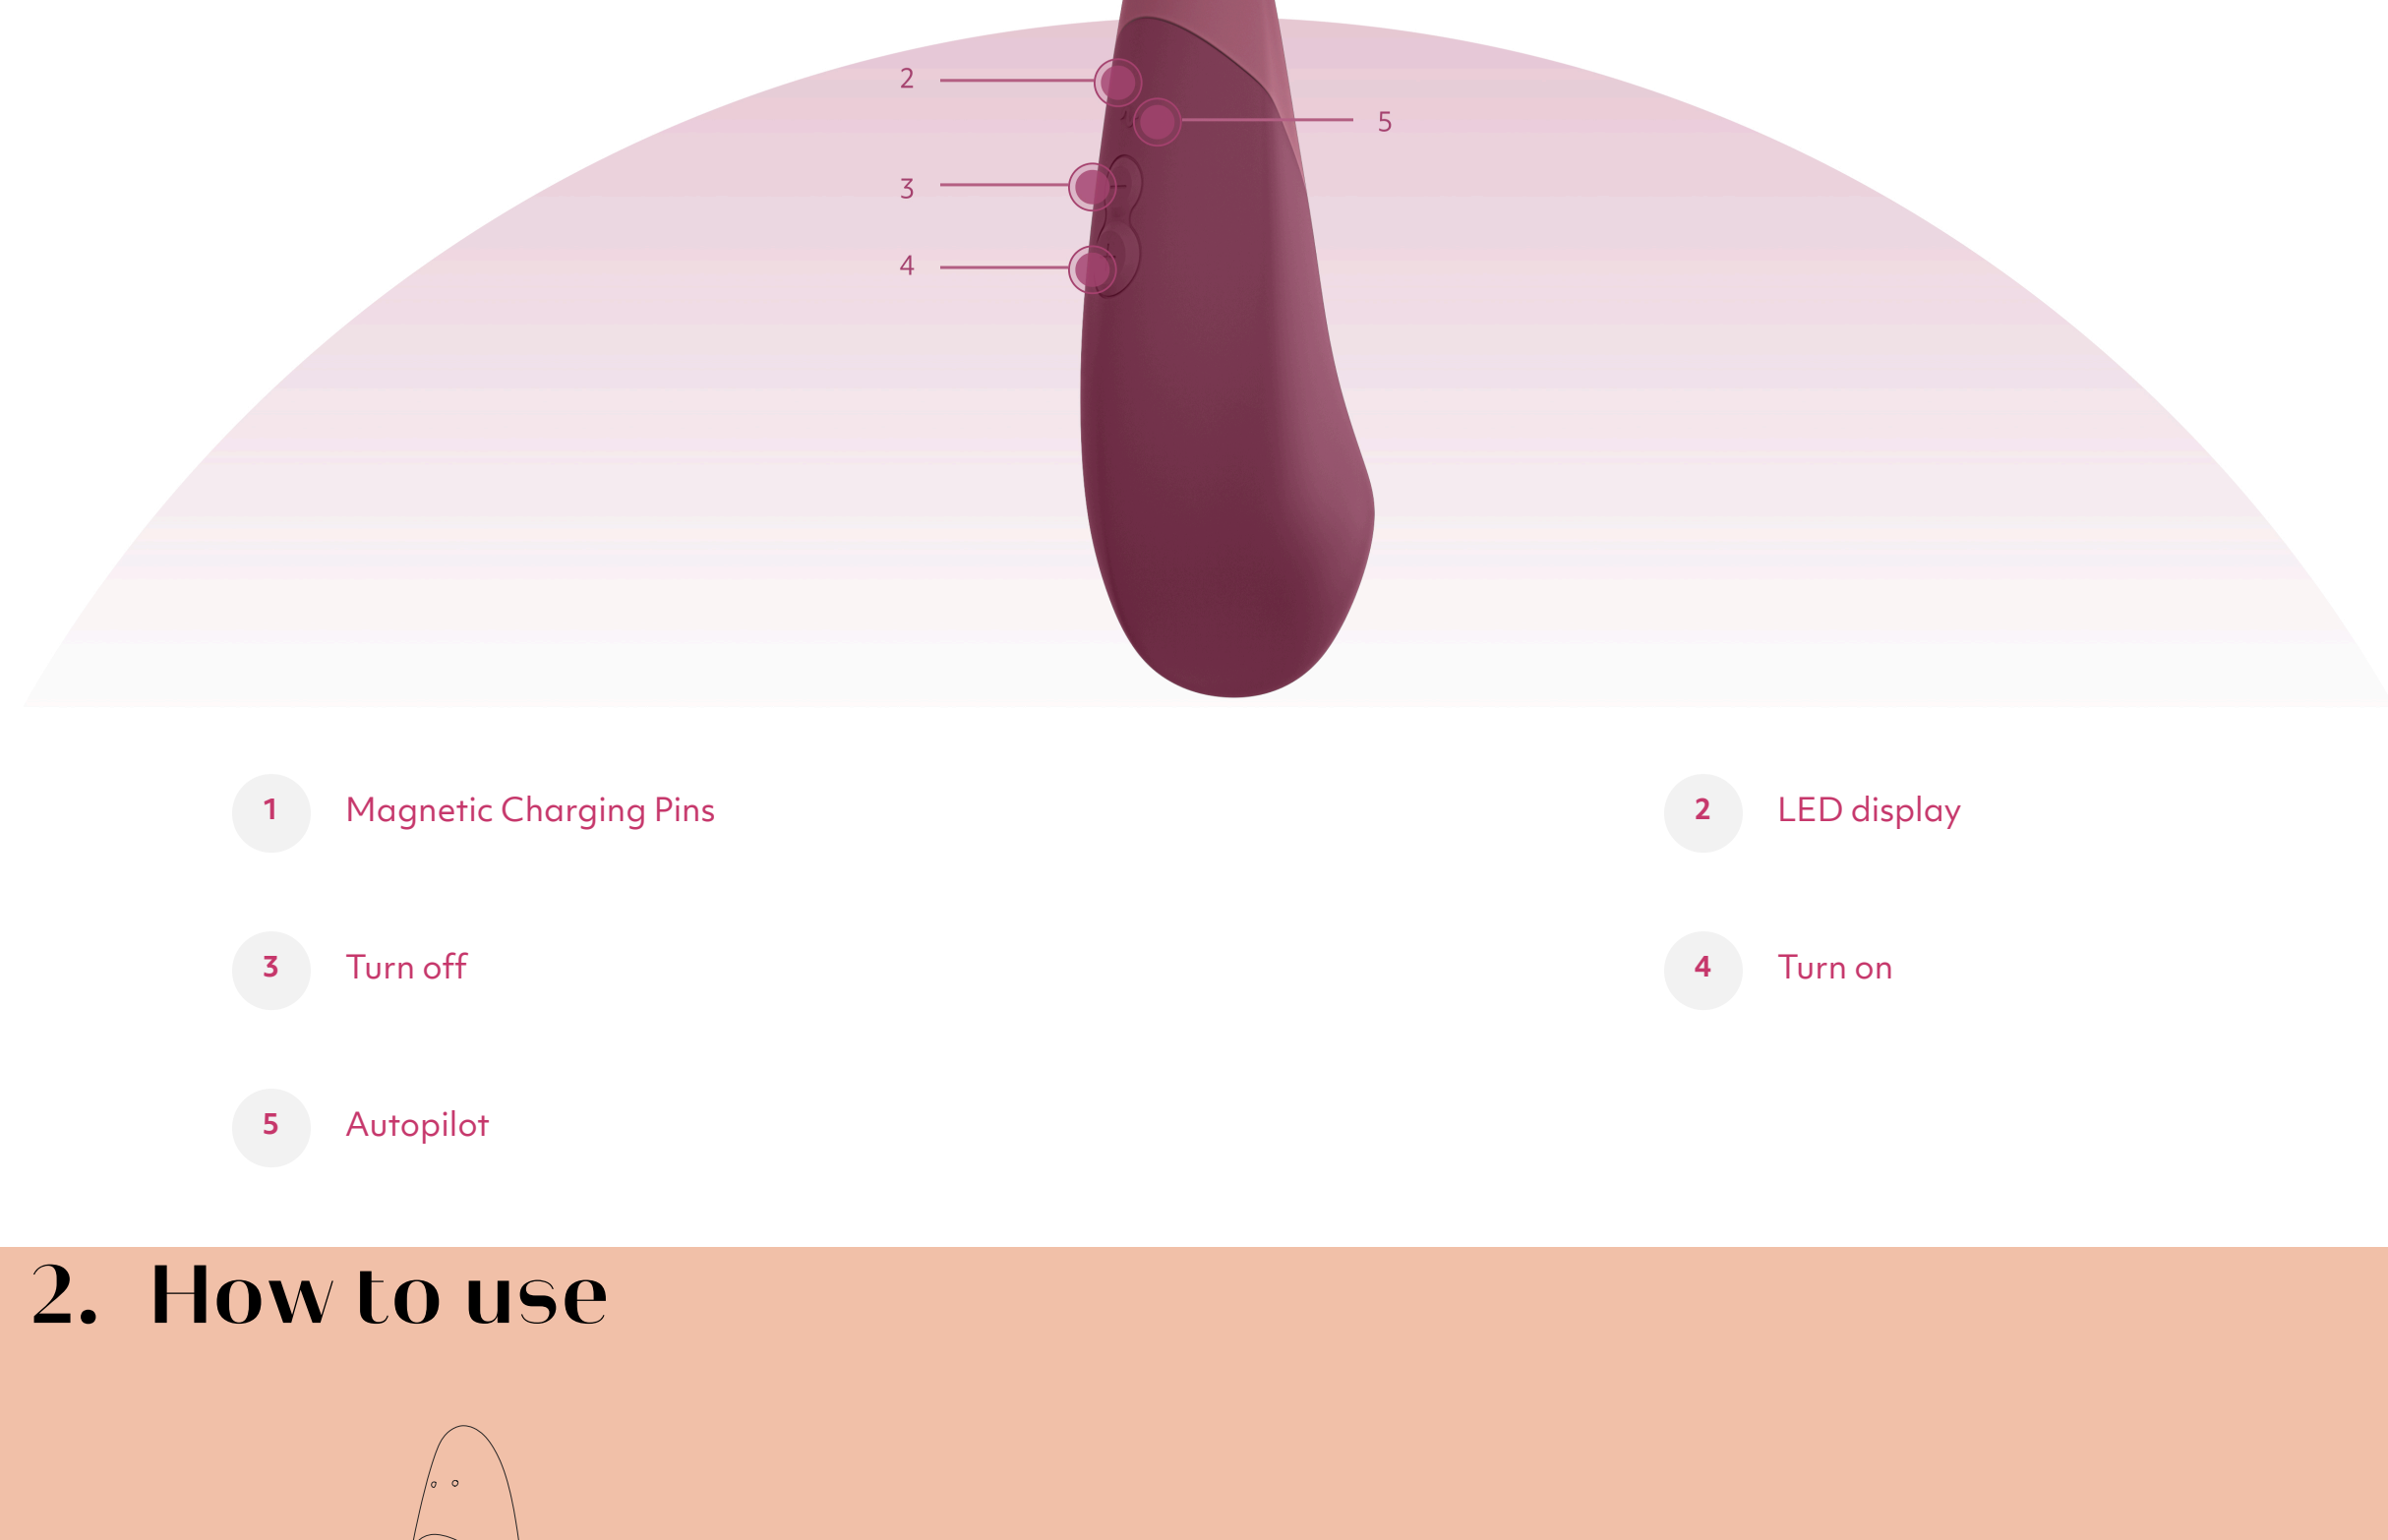 2
5
3
4
1 Magnetic Charging Pins
2 LED display
3 Turn off
4 Turn on
5 Autopilot
2. How to use